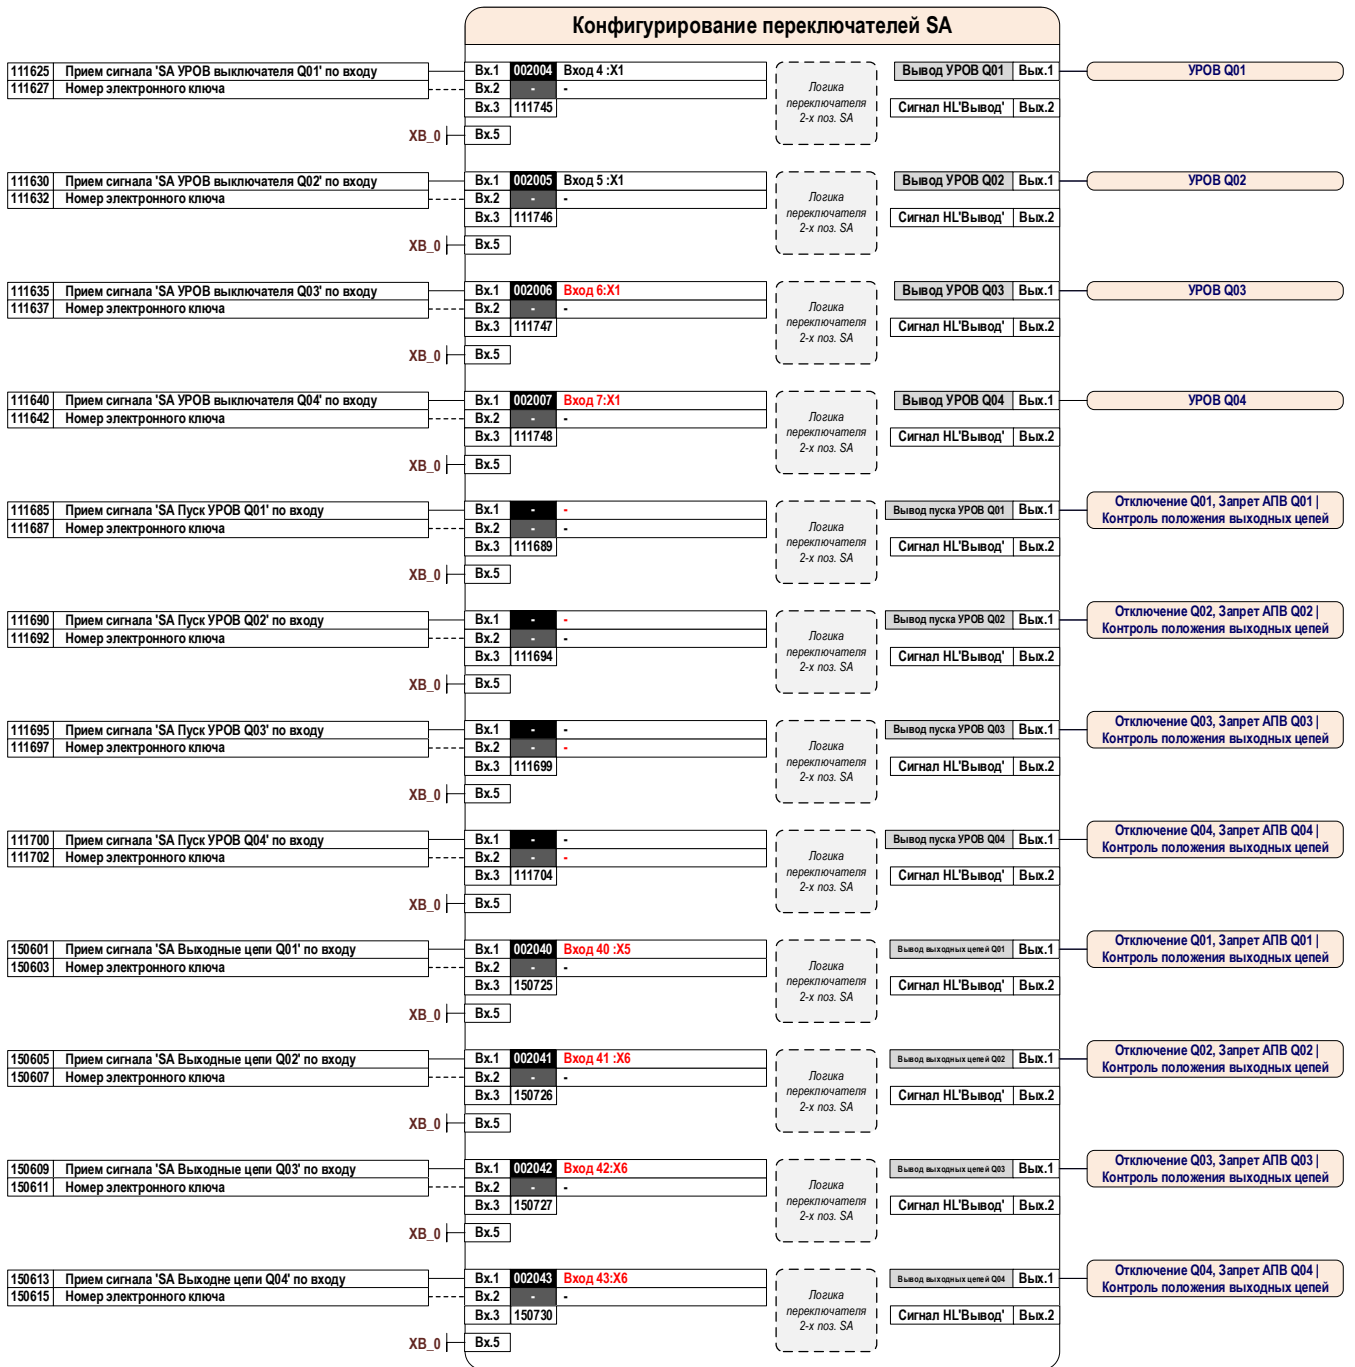 Конфигурирование переключателей SA
111625 Прием сигнала 'SA УРОВ выключателя Q01' по входу Вх.1 002004 Вход 4 :X1 Вывод УРОВ Q01 Вых.1 УРОВ Q01
111627 Номер электронного ключа Вх.2 - -
Вх.3 111745 Сигнал HL'Вывод' Вых.2
Логика
переключателя
2-х поз. SA
XB_0 Вх.5
111630 Прием сигнала 'SA УРОВ выключателя Q02' по входу Вх.1 002005 Вход 5 :X1 Вывод УРОВ Q02 Вых.1 УРОВ Q02
111632 Номер электронного ключа Вх.2 - -
Вх.3 111746 Сигнал HL'Вывод' Вых.2
Логика
переключателя
2-х поз. SA
XB_0 Вх.5
111635 Прием сигнала 'SA УРОВ выключателя Q03' по входу Вх.1 002006 Вход 6:X1 Вывод УРОВ Q03 Вых.1 УРОВ Q03
111637 Номер электронного ключа Вх.2 - -
Вх.3 111747 Сигнал HL'Вывод' Вых.2
Логика
переключателя
2-х поз. SA
XB_0 Вх.5
111640 Прием сигнала 'SA УРОВ выключателя Q04' по входу Вх.1 002007 Вход 7:X1 Вывод УРОВ Q04 Вых.1 УРОВ Q04
111642 Номер электронного ключа Вх.2 - -
Вх.3 111748 Сигнал HL'Вывод' Вых.2
Логика
переключателя
2-х поз. SA
XB_0 Вх.5
111685 Прием сигнала 'SA Пуск УРОВ Q01' по входу Вх.1 - - Вывод пуска УРОВ Q01 Вых.1
Отключение Q01, Запрет АПВ Q01 |
Контроль положения выходных цепей
111687 Номер электронного ключа Вх.2 - -
Вх.3 111689 Сигнал HL'Вывод' Вых.2
Логика
переключателя
2-х поз. SA
XB_0 Вх.5
111690 Прием сигнала 'SA Пуск УРОВ Q02' по входу Вх.1 - - Вывод пуска УРОВ Q02 Вых.1
Отключение Q02, Запрет АПВ Q02 |
Контроль положения выходных цепей
111692 Номер электронного ключа Вх.2 - -
Вх.3 111694 Сигнал HL'Вывод' Вых.2
Логика
переключателя
2-х поз. SA
XB_0 Вх.5
111695 Прием сигнала 'SA Пуск УРОВ Q03' по входу Вх.1 - - Вывод пуска УРОВ Q03 Вых.1
Отключение Q03, Запрет АПВ Q03 |
Контроль положения выходных цепей
111697 Номер электронного ключа Вх.2 - -
Вх.3 111699 Сигнал HL'Вывод' Вых.2
Логика
переключателя
2-х поз. SA
XB_0 Вх.5
111700 Прием сигнала 'SA Пуск УРОВ Q04' по входу Вх.1 - - Вывод пуска УРОВ Q04 Вых.1
Отключение Q04, Запрет АПВ Q04 |
Контроль положения выходных цепей
111702 Номер электронного ключа Вх.2 - -
Вх.3 111704 Сигнал HL'Вывод' Вых.2
Логика
переключателя
2-х поз. SA
XB_0 Вх.5
150601 Прием сигнала 'SA Выходные цепи Q01' по входу Вх.1 002040 Вход 40 :X5 Вывод выходных цепей Q01 Вых.1
Отключение Q01, Запрет АПВ Q01 |
Контроль положения выходных цепей
150603 Номер электронного ключа Вх.2 - -
Вх.3 150725 Сигнал HL'Вывод' Вых.2
Логика
переключателя
2-х поз. SA
XB_0 Вх.5
150605 Прием сигнала 'SA Выходные цепи Q02' по входу Вх.1 002041 Вход 41 :X6 Вывод выходных цепей Q02 Вых.1
Отключение Q02, Запрет АПВ Q02 |
Контроль положения выходных цепей
150607 Номер электронного ключа Вх.2 - -
Вх.3 150726 Сигнал HL'Вывод' Вых.2
Логика
переключателя
2-х поз. SA
XB_0 Вх.5
150609 Прием сигнала 'SA Выходные цепи Q03' по входу Вх.1 002042 Вход 42:X6 Вывод выходных цепей Q03 Вых.1
Отключение Q03, Запрет АПВ Q03 |
Контроль положения выходных цепей
150611 Номер электронного ключа Вх.2 - -
Вх.3 150727 Сигнал HL'Вывод' Вых.2
Логика
переключателя
2-х поз. SA
XB_0 Вх.5
150613 Прием сигнала 'SA Выходне цепи Q04' по входу Вх.1 002043 Вход 43:X6 Вывод выходных цепей Q04 Вых.1
Отключение Q04, Запрет АПВ Q04 |
Контроль положения выходных цепей
150615 Номер электронного ключа Вх.2 - -
Вх.3 150730 Сигнал HL'Вывод' Вых.2
Логика
переключателя
2-х поз. SA
XB_0 Вх.5